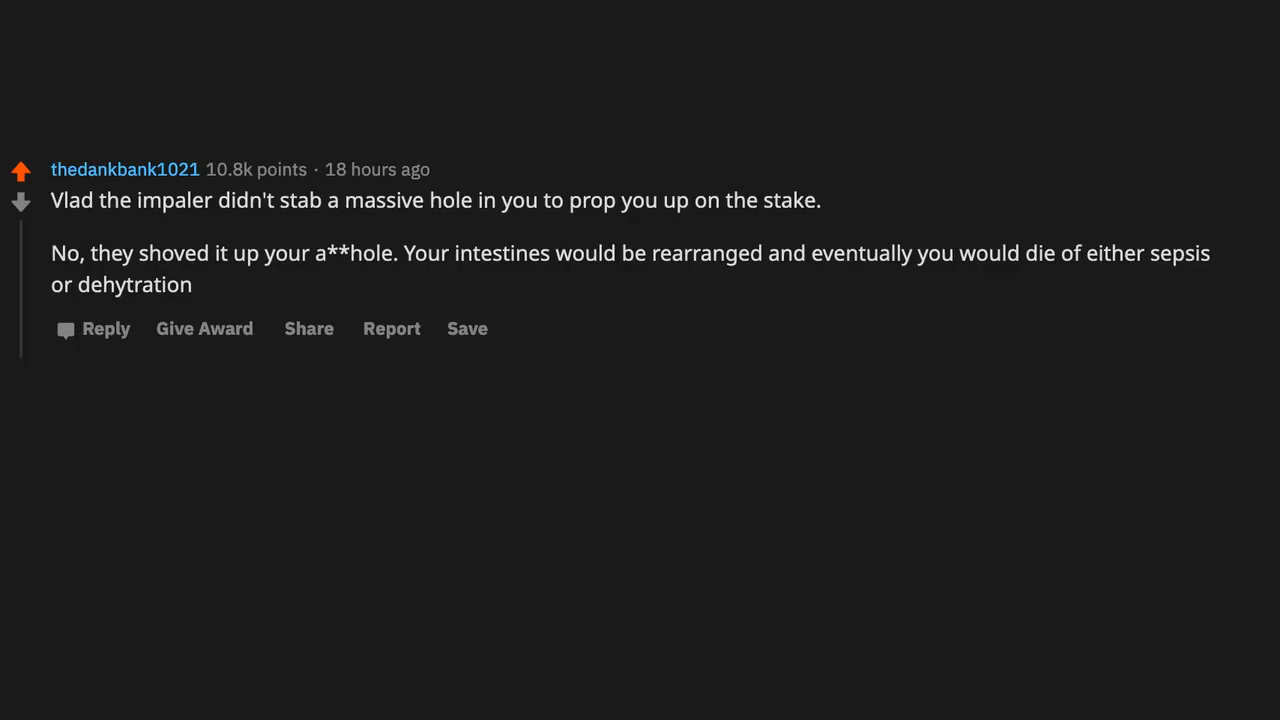 thedankbank1021 10.8k points · 18 hours ago
Vlad the impaler didn't stab a massive hole in you to prop you up on the stake.
No, they shoved it up your a**hole. Your intestines would be rearranged and eventually you would die of either sepsis
or dehytration
Reply Give Award Share Report Save